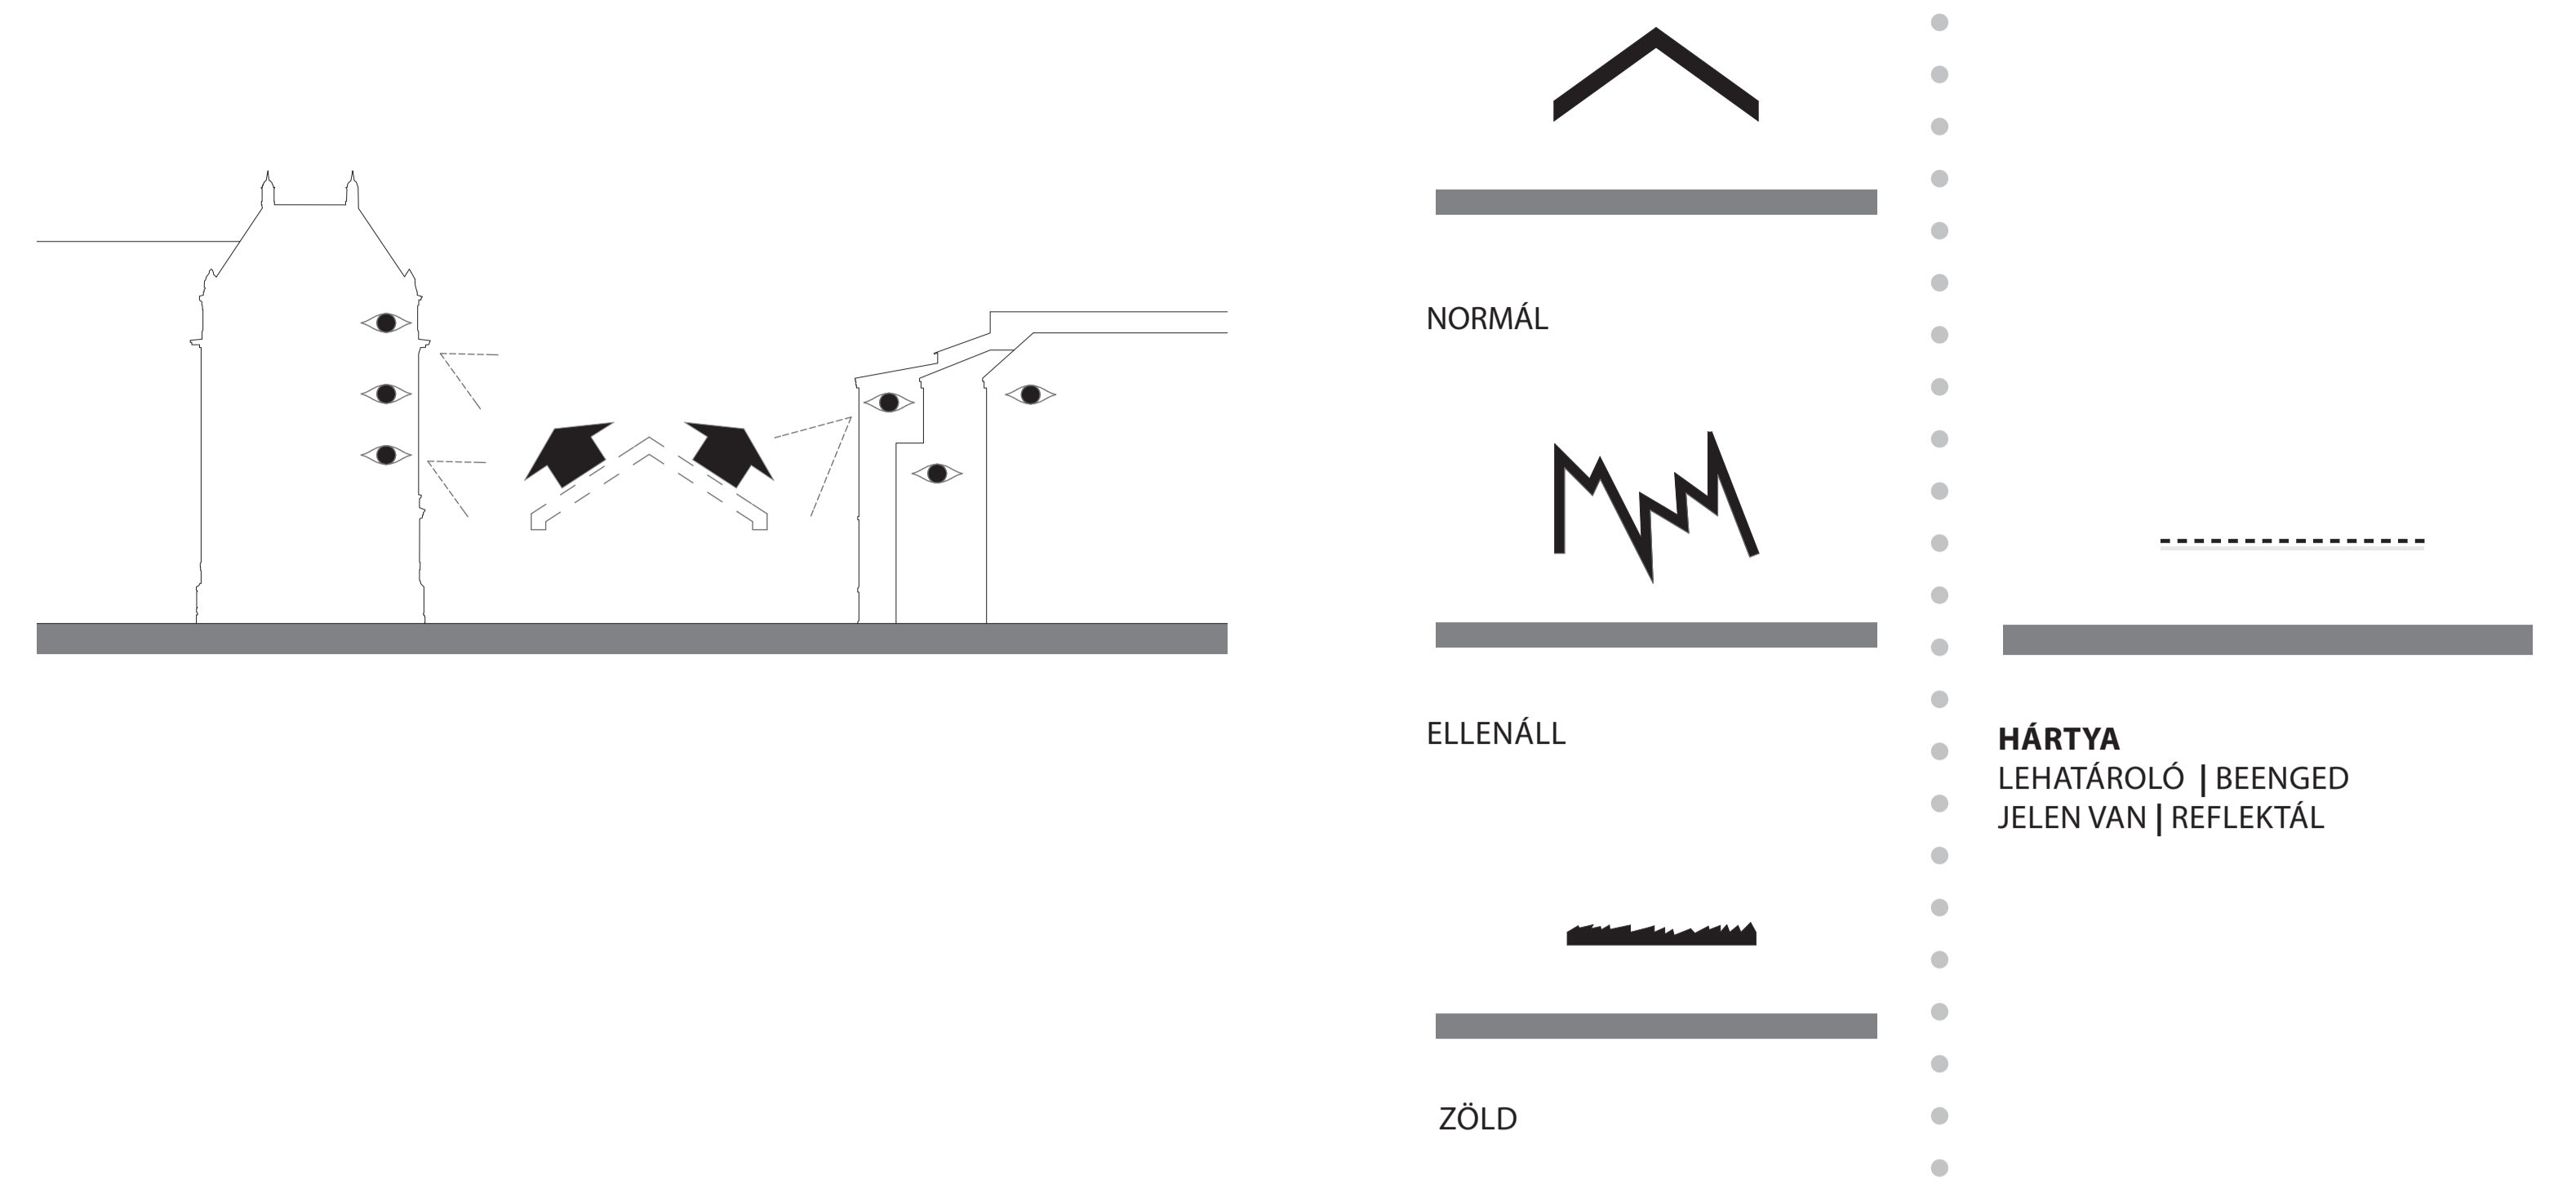 NORMÁL
ELLENÁLL
ZÖLD
HÁRTYA
LEHATÁROLÓ | BEENGED
JELEN VAN | REFLEKTÁL